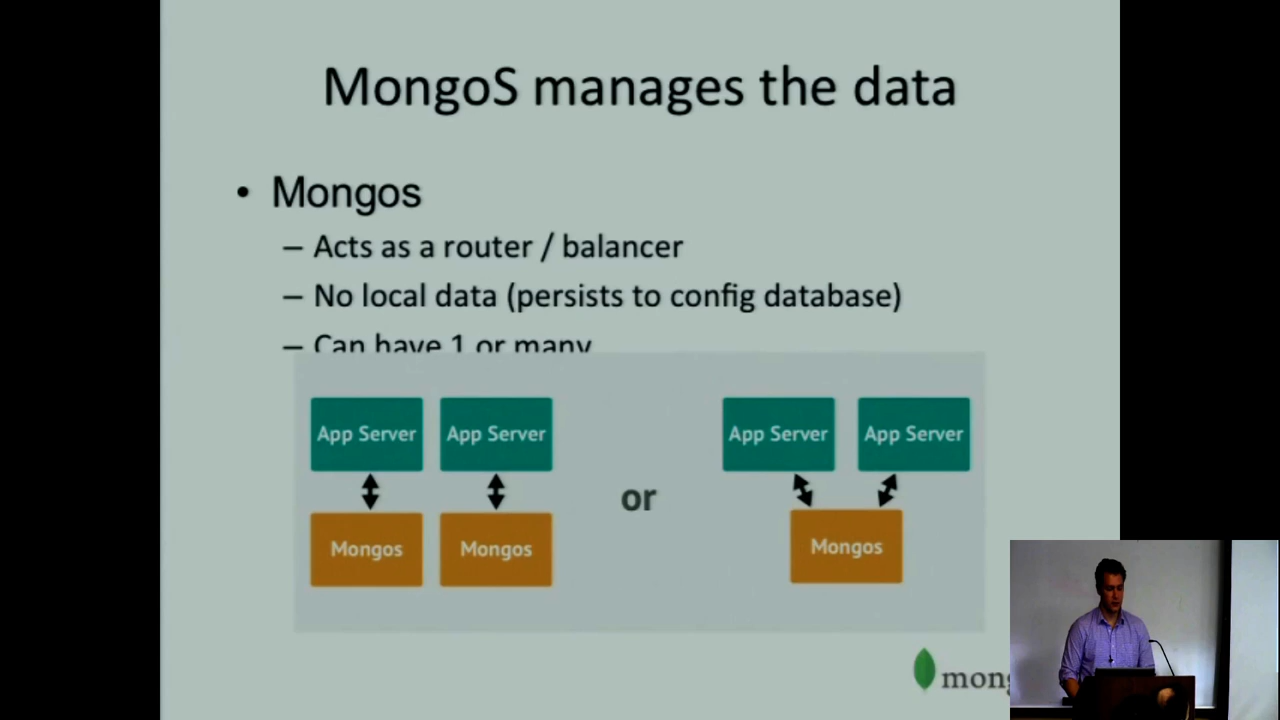 MongoS manages the data
• Mongos
– Acts as a router / balancer
– No local data (persists to config database)
– Can have 1 or many
App Server App Server App Server App Server
or
Mongos Mongos Mongos
mong